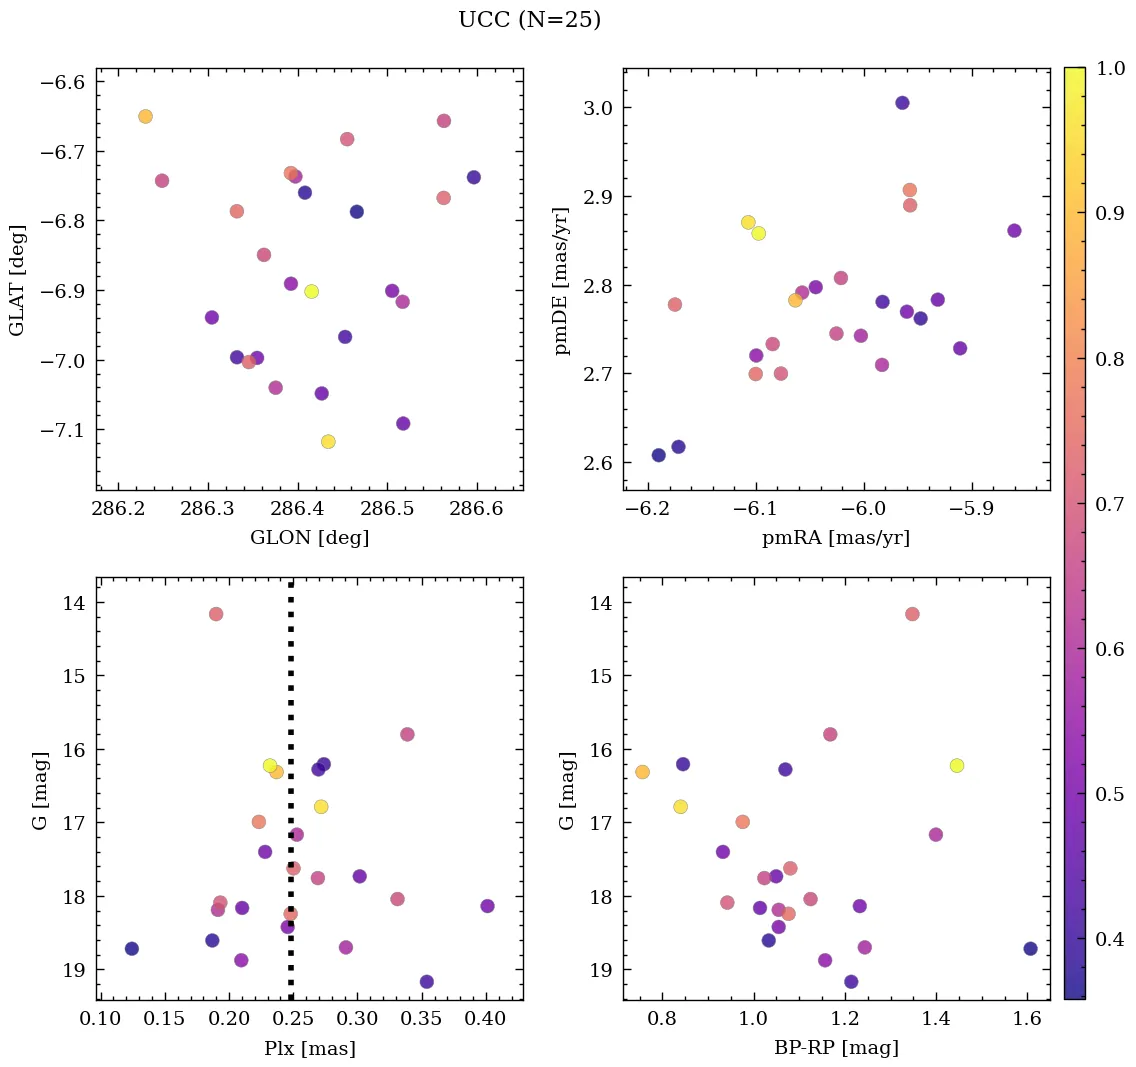 UCC (N=25)
−6.6
−6.7
−6.8
−6.9
−7.0
−7.1
GLAT [deg]
286.2 286.3 286.4 286.5 286.6
GLON [deg]
3.0
2.9
2.8
2.7
2.6
pmDE [mas/yr]
−6.2 −6.1 −6.0 −5.9
pmRA [mas/yr]
14
15
16
17
18
19
G [mag]
0.10 0.15 0.20 0.25 0.30 0.35 0.40
Plx [mas]
14
15
16
17
18
19
G [mag]
0.8 1.0 1.2 1.4 1.6
BP-RP [mag]
1.0
0.9
0.8
0.7
0.6
0.5
0.4